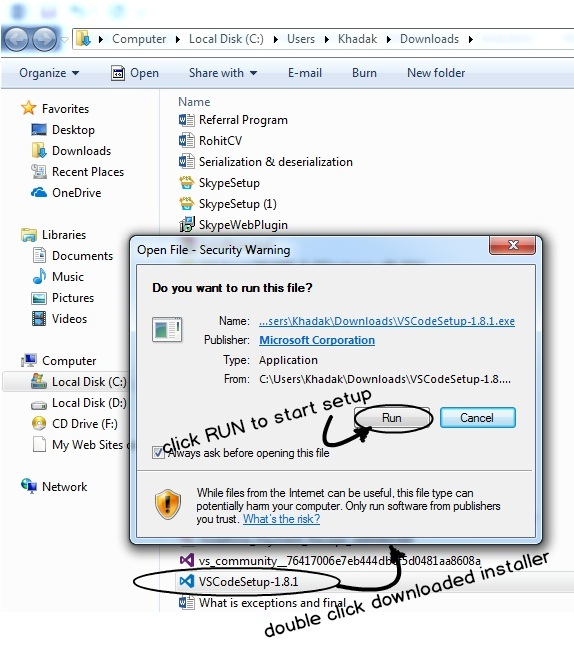 Computer Local Disk (C:) Users Khadak Downloads
Organize Open Share with E-mail Burn New folder
Favorites
Desktop
Downloads
Recent Places
OneDrive
Libraries
Documents
Music
Pictures
Videos
Computer
Local Disk (C:)
Local Disk (D:)
CD Drive (F:)
My Web Sites
Network
Name
Referral Program
RohitCV
Serialization & deserialization
SkypeSetup
SkypeSetup (1)
SkypeWebPlugin
Open File - Security Warning
Do you want to run this file?
Name: ...sers\Khadak\Downloads\VSCodeSetup-1.8.1.exe
Publisher: Microsoft Corporation
Type: Application
From: C:\Users\Khadak\Downloads\VSCodeSetup-1.8....
click RUN to start setup
Run Cancel
Always ask before opening this file
While files from the Internet can be useful, this file type can
potentially harm your computer. Only run software from publishers
you trust. What's the risk?
VSCodeSetup-1.8.1
What is exceptions and final
double click downloaded installer